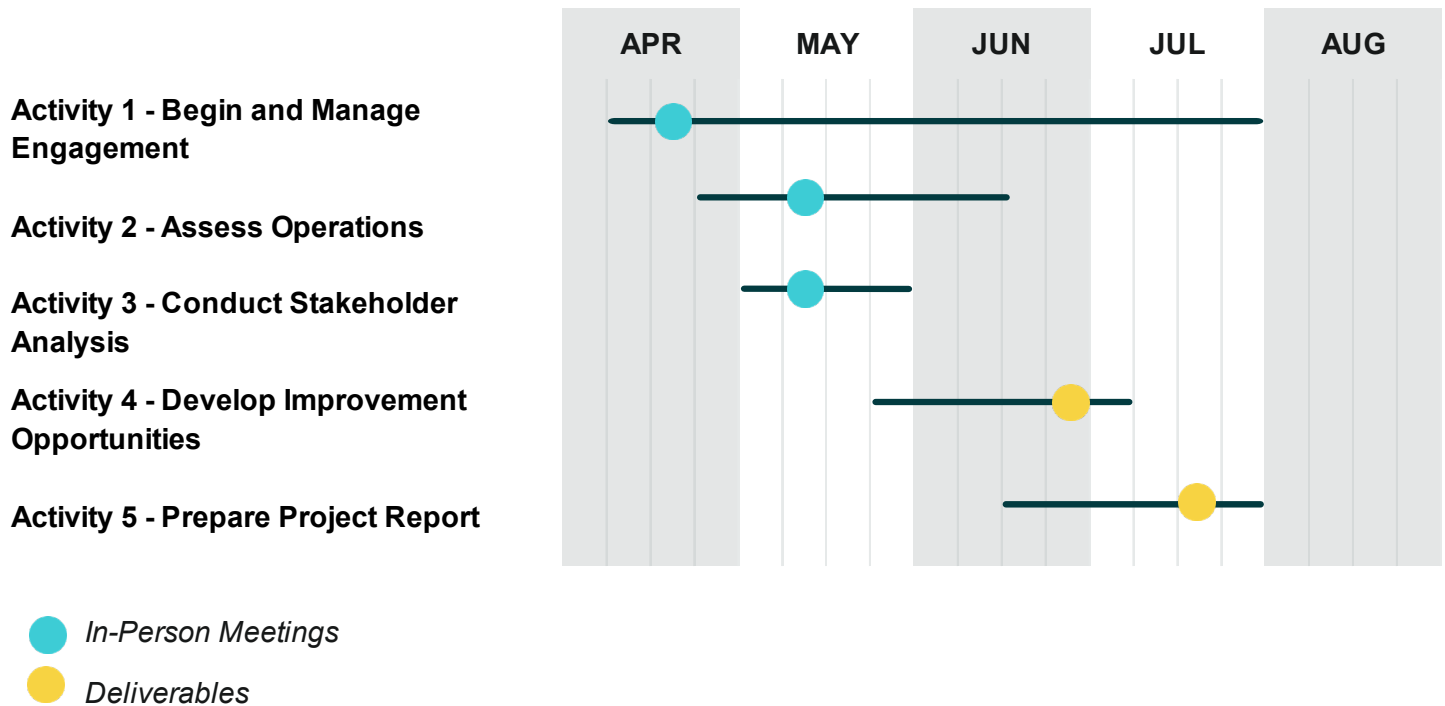 APR MAY JUN JUL AUG
Activity 1 - Begin and Manage
Engagement
Activity 2 - Assess Operations
Activity 3 - Conduct Stakeholder
Analysis
Activity 4 - Develop Improvement
Opportunities
Activity 5 - Prepare Project Report
In-Person Meetings
Deliverables